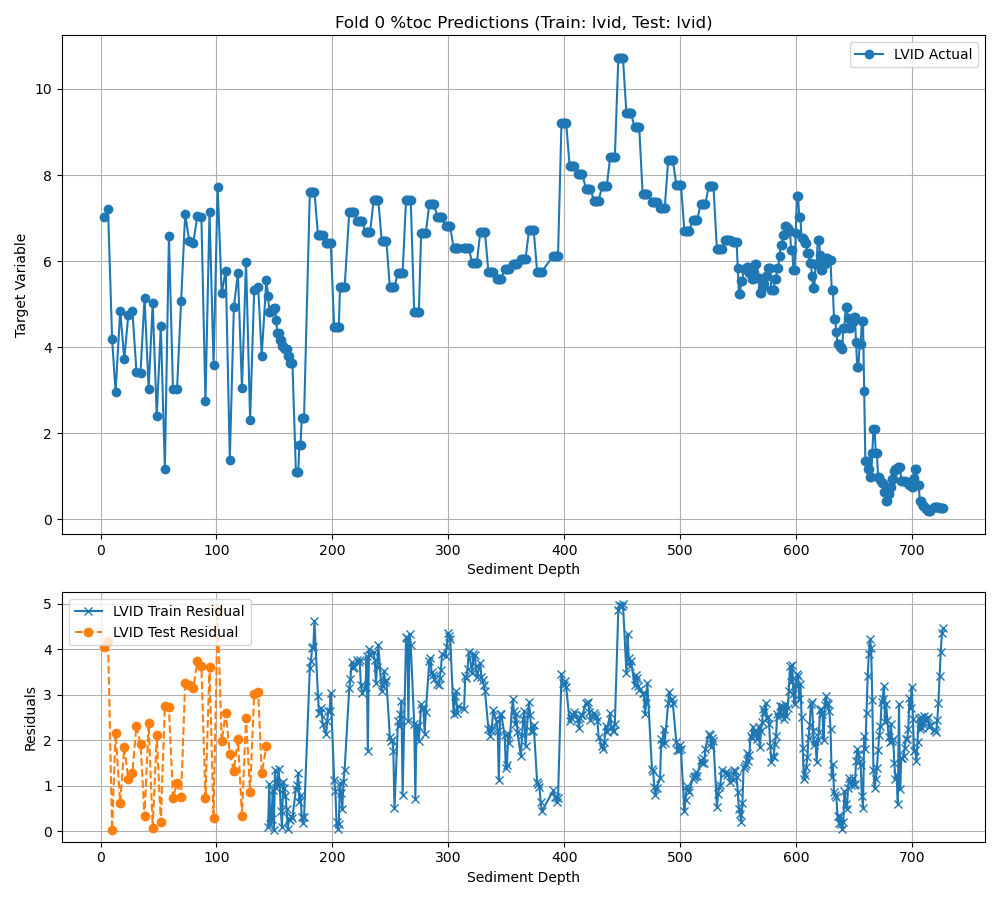 Fold 0 %toc Predictions (Train: lvid, Test: lvid)
LVID Actual
Target Variable
10
8
6
4
2
0
0 100 200 300 400 500 600 700
Sediment Depth
LVID Train Residual
LVID Test Residual
Residuals
5
4
3
2
1
0
0 100 200 300 400 500 600 700
Sediment Depth